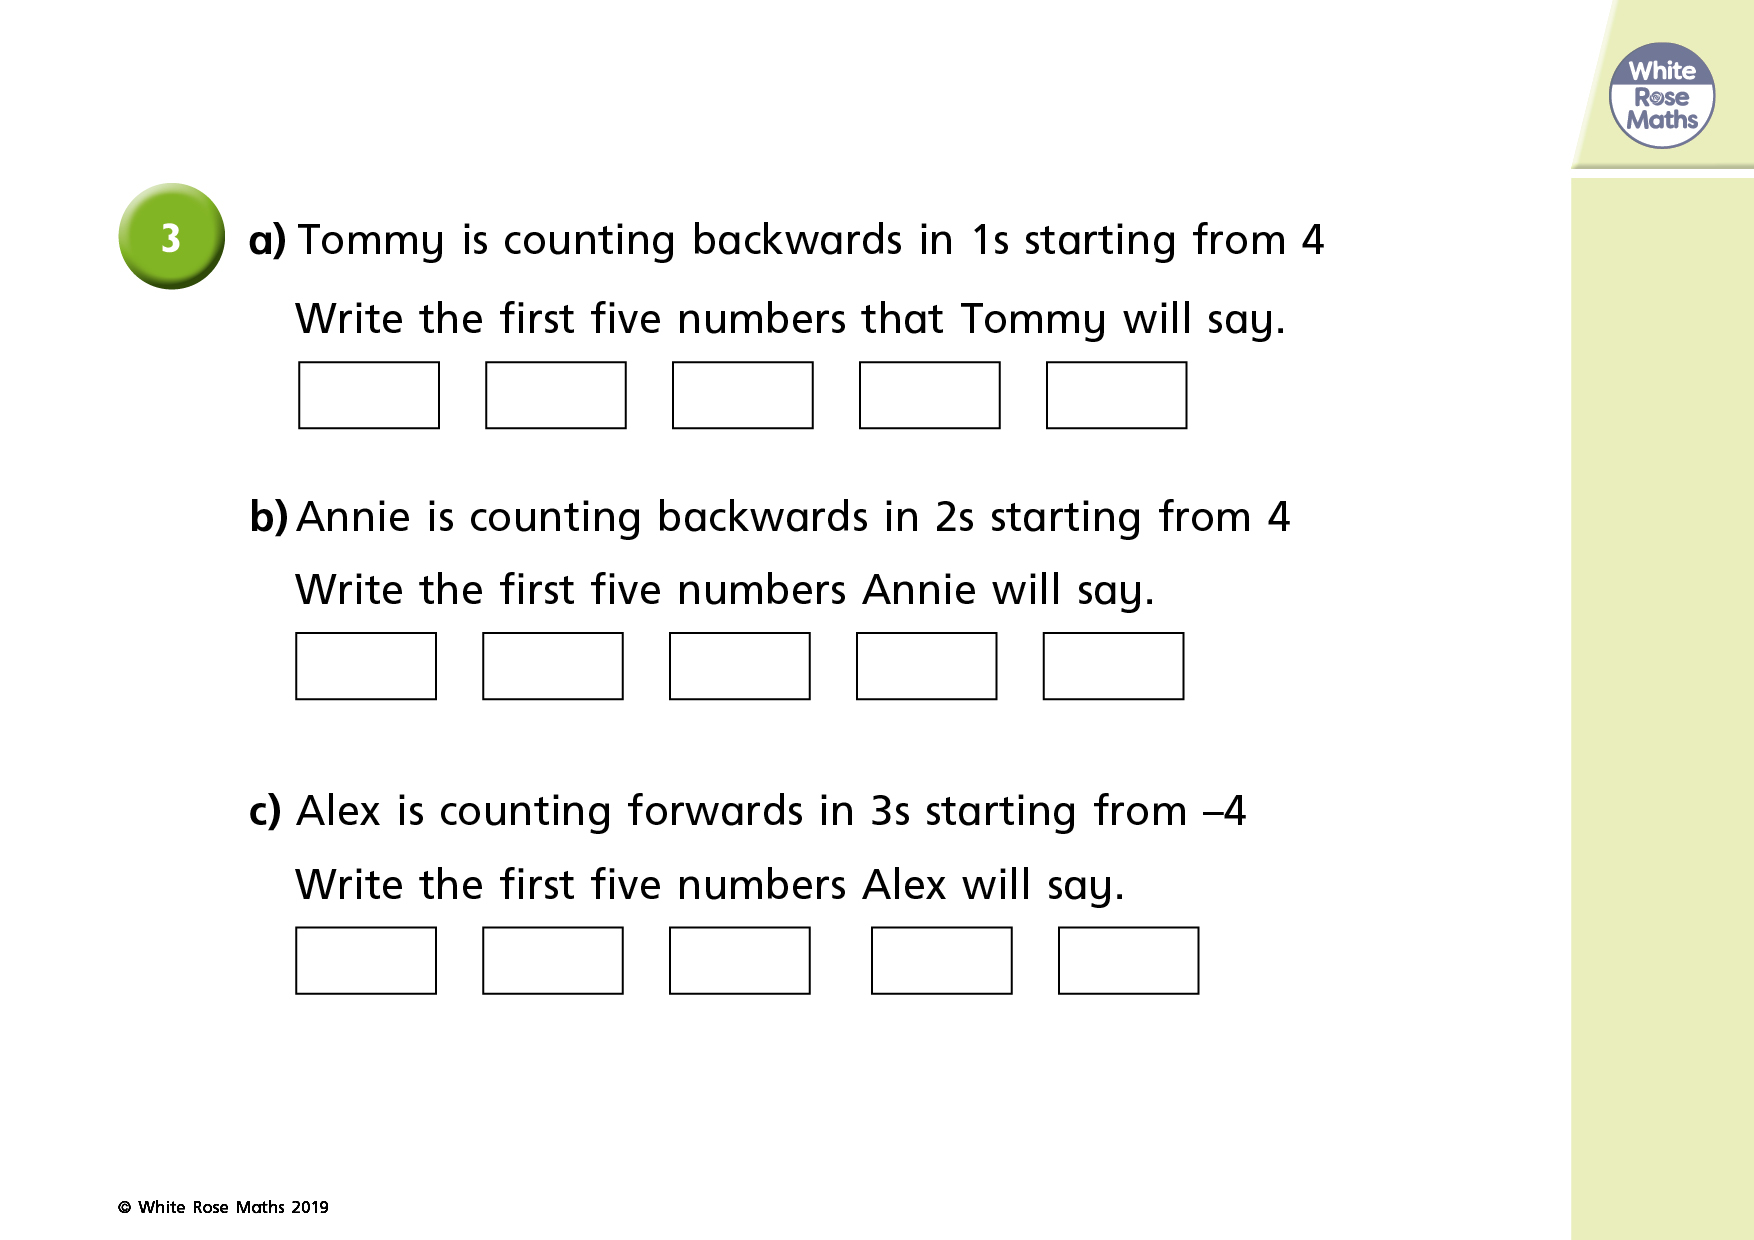 White
Rose
Maths
3
a) Tommy is counting backwards in 1s starting from 4
Write the first five numbers that Tommy will say.
b) Annie is counting backwards in 2s starting from 4
Write the first five numbers Annie will say.
c) Alex is counting forwards in 3s starting from –4
Write the first five numbers Alex will say.
© White Rose Maths 2019